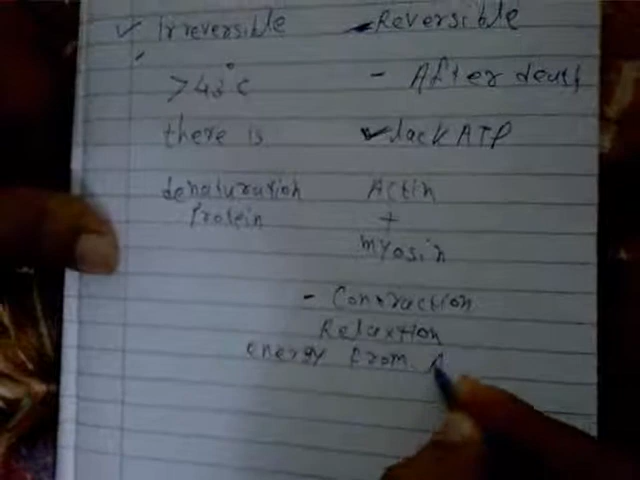 ✓ Irreversible
- Reversible
>43°C
- After death
there is
✓ lack ATP
denaturation
Protein
Actin
+
myosin
- Contraction
Relaxtion
energy from A